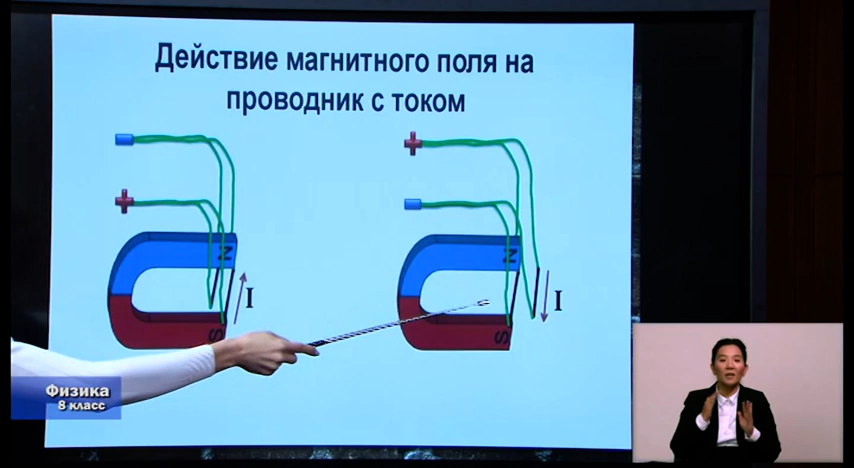 Действие магнитного поля на
проводник с током
N
I
S
N
I
S
Физика
8 класс